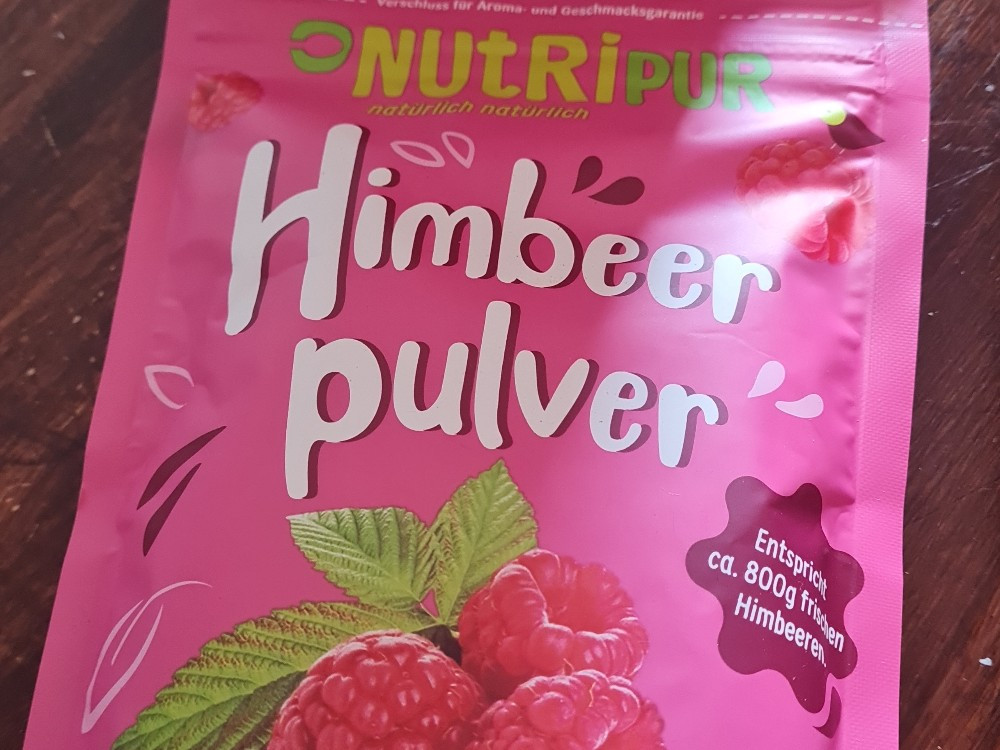 Verschluss für Aroma- und Geschmacksgarantie
NUtRiPUR
natürlich natürlich
Himbeer
pulver
Entspricht
ca. 800g frischen
Himbeeren.